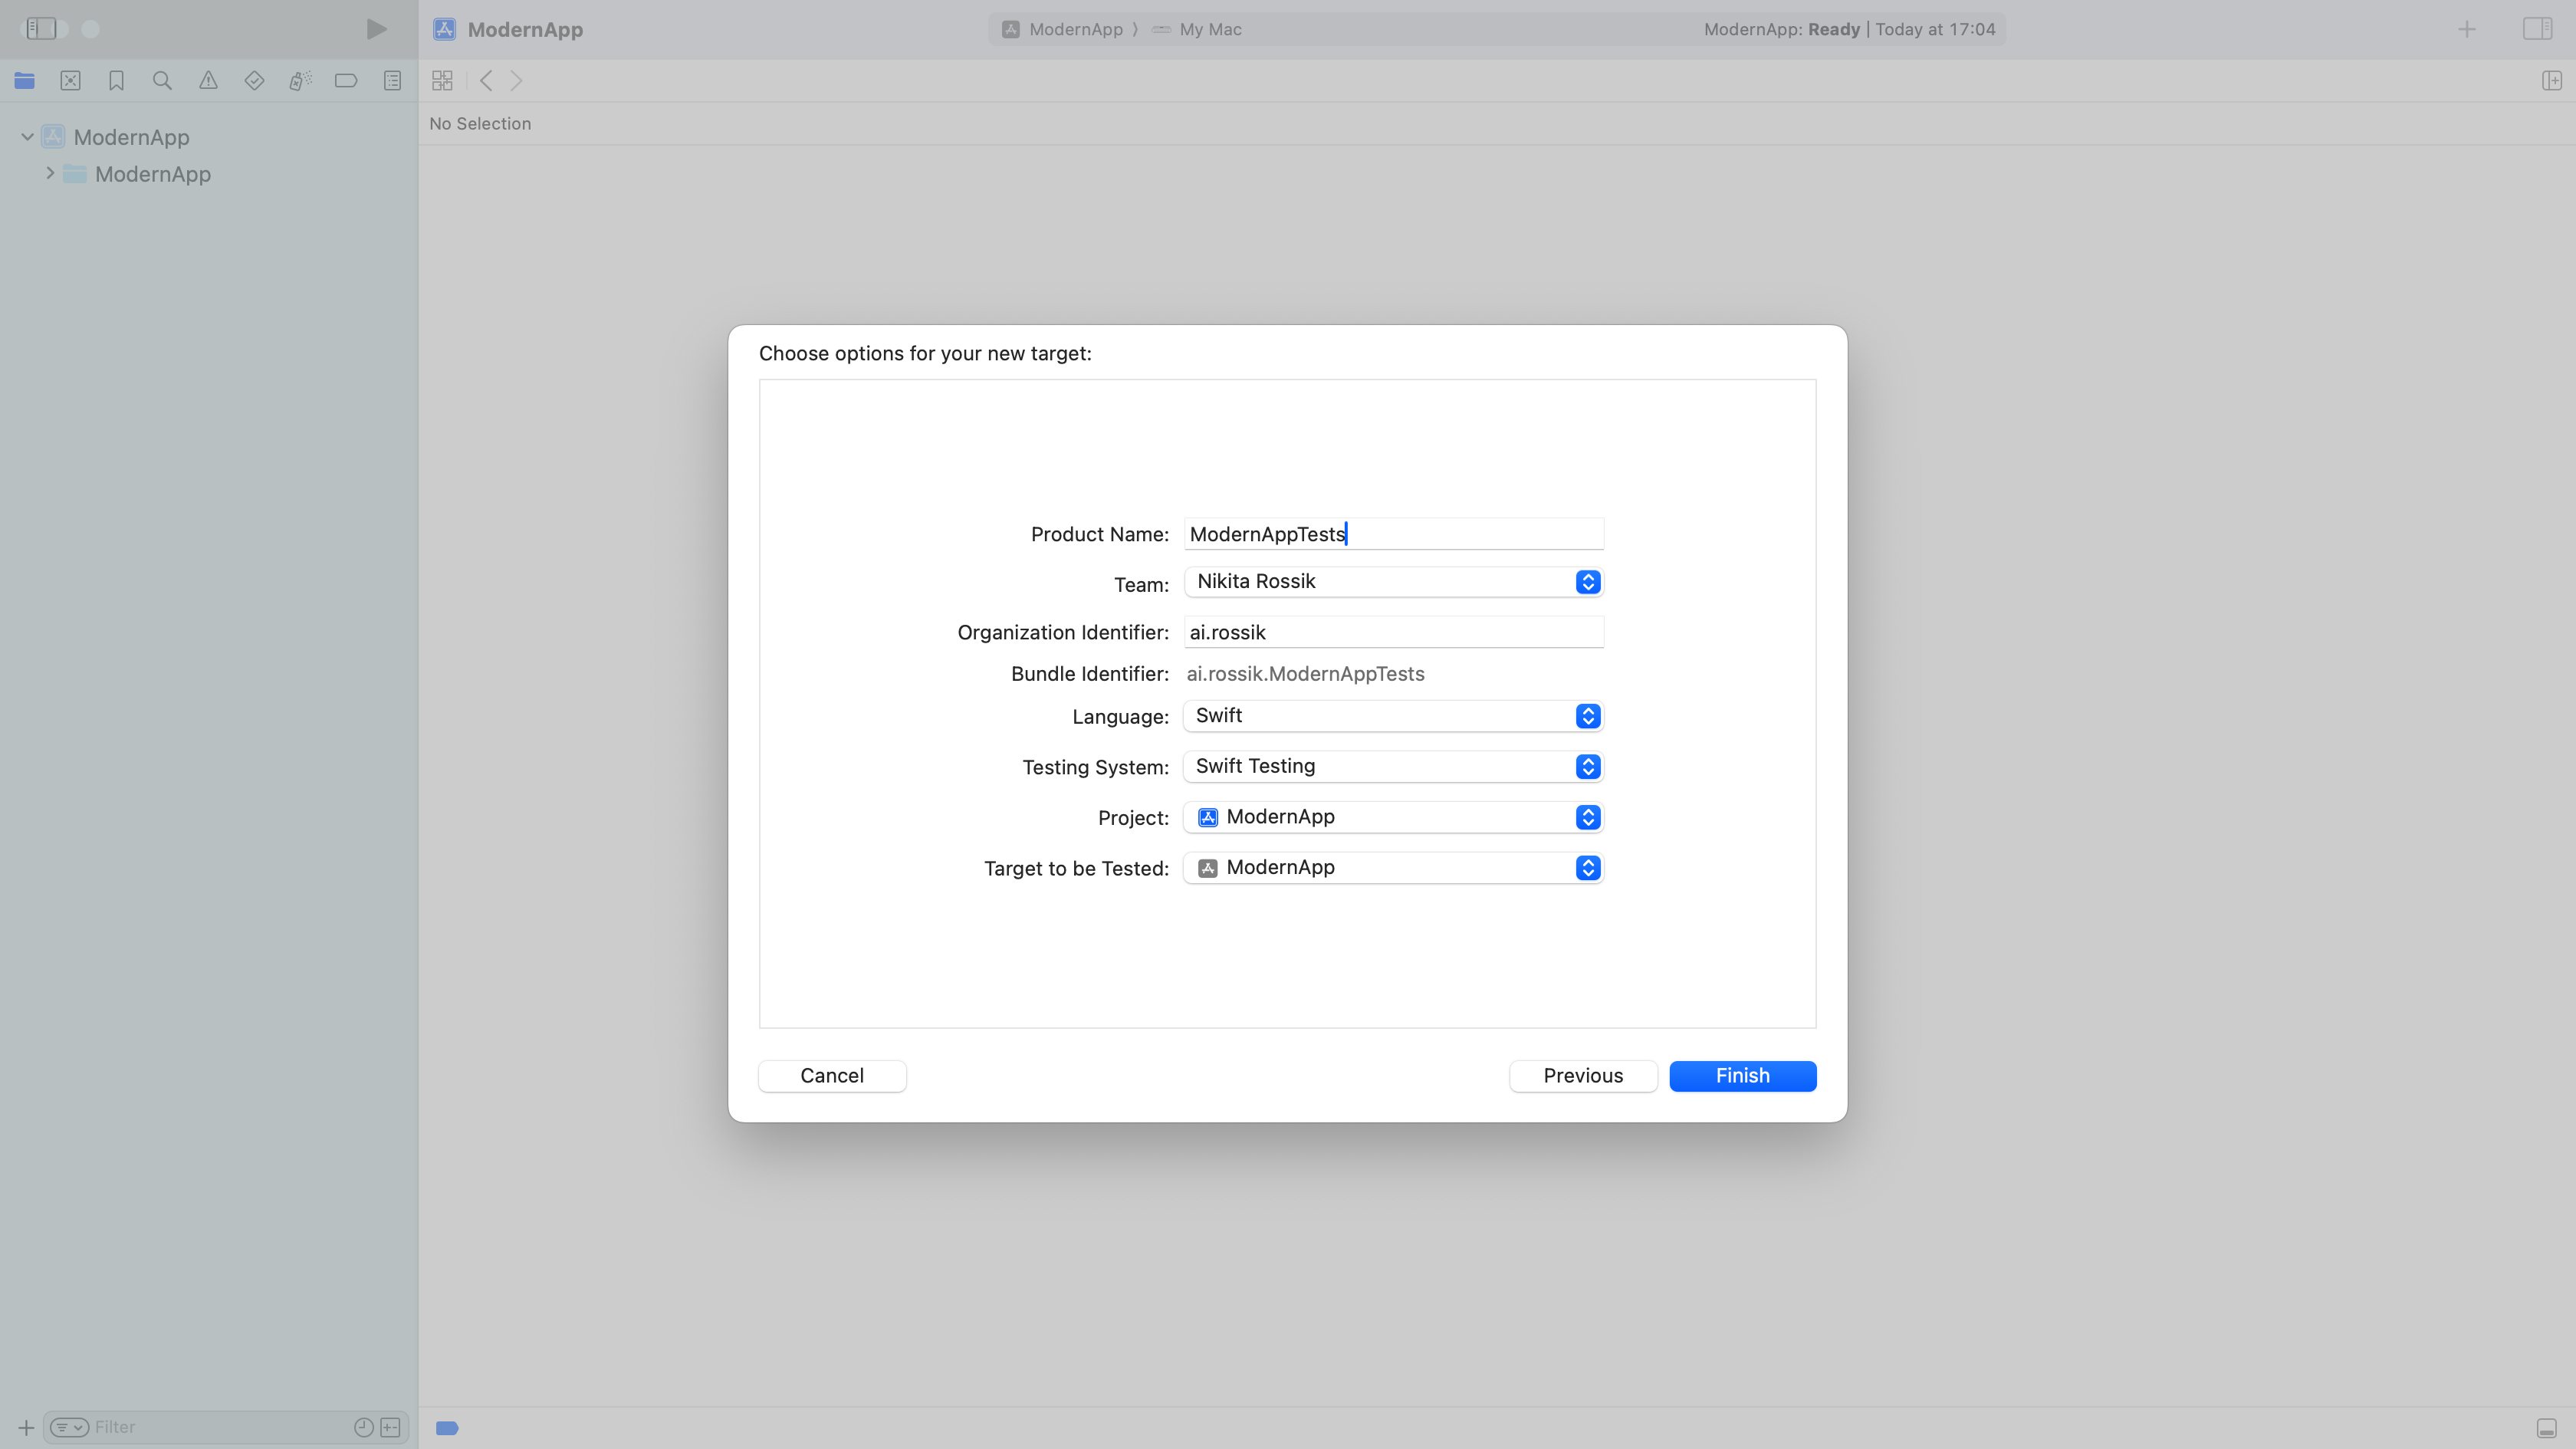 ModernApp
ModernApp 〉 My Mac
ModernApp: Ready | Today at 17:04
No Selection
ModernApp
ModernApp
Choose options for your new target:
Product Name: ModernAppTests
Team: Nikita Rossik
Organization Identifier: ai.rossik
Bundle Identifier: ai.rossik.ModernAppTests
Language: Swift
Testing System: Swift Testing
Project: ModernApp
Target to be Tested: ModernApp
Cancel
Previous
Finish
Filter